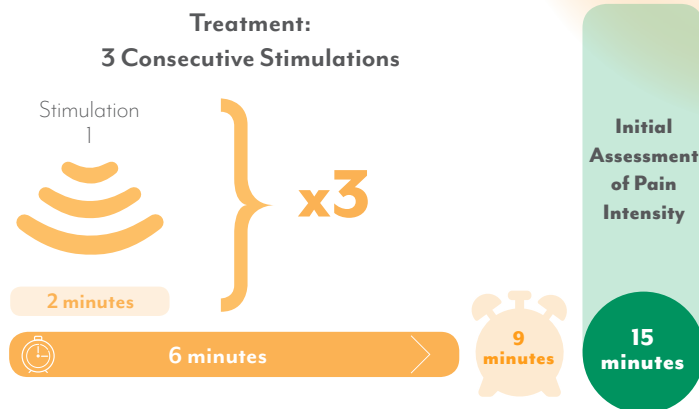 Treatment:
3 Consecutive Stimulations
Stimulation
1
x3
2 minutes
6 minutes
9
minutes
Initial
Assessment
of Pain
Intensity
15
minutes